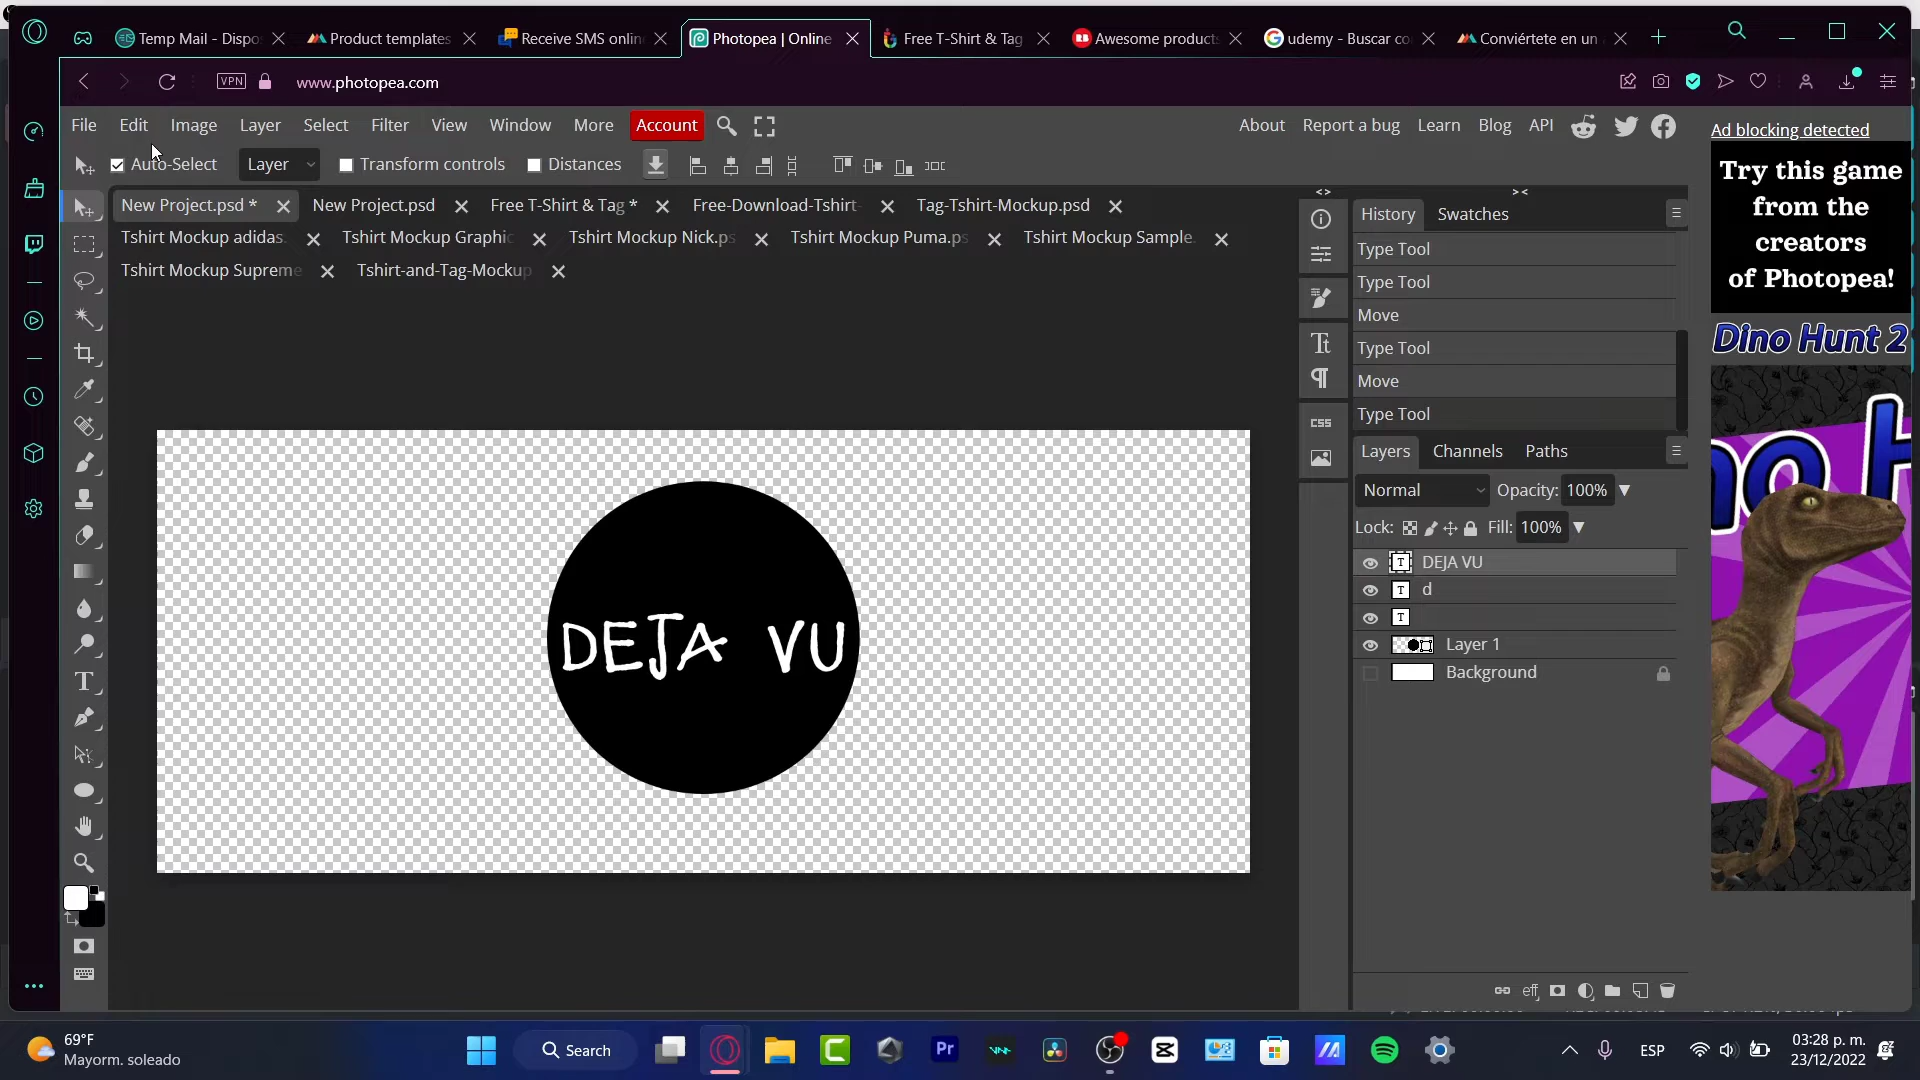 Temp Mail - Dispo
Product templates
Receive SMS onlin
Photopea | Online
Free T-Shirt & Tag
Awesome products
udemy - Buscar co
Conviértete en un
VPN
www.photopea.com
File Edit Image Layer Select Filter View Window More Account
About Report a bug Learn Blog API
Auto-Select Layer Transform controls Distances
New Project.psd * New Project.psd Free T-Shirt & Tag * Free-Download-Tshirt- Tag-Tshirt-Mockup.psd
Tshirt Mockup adidas. Tshirt Mockup Graphic Tshirt Mockup Nick.ps Tshirt Mockup Puma.ps Tshirt Mockup Sample.
Tshirt Mockup Supreme Tshirt-and-Tag-Mockup
DEJA VU
CSS
History Swatches
Type Tool
Type Tool
Move
Type Tool
Move
Type Tool
Layers Channels Paths
Normal Opacity: 100%
Lock: Fill: 100%
T DEJA VU
T d
T
Layer 1
Background
eff
Ad blocking detected
Try this game
from the
creators
of Photopea!
Dino Hunt 2
69°F
Mayorm. soleado
Search
Pr
ESP
03:28 p. m.
23/12/2022